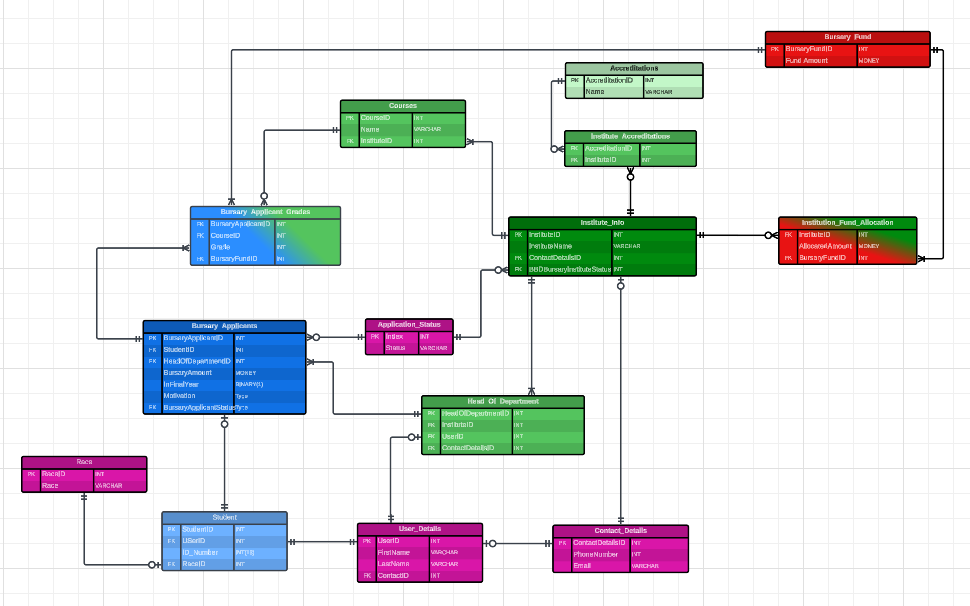 Bursary_Fund
PK BursaryFundID INT
Fund Amount MONEY
Accreditations
PK AccreditationID INT
Name VARCHAR
Courses
PK CourseID INT
Name VARCHAR
FK InstituteID INT
Institute_Accreditations
FK AccreditationID INT
FK InstituteID INT
Bursary_Applicant_Grades
FK BursaryApplicantID INT
FK CourseID INT
Grade INT
FK BursaryFundID INT
Institute_Info
PK InstituteID INT
InstituteName VARCHAR
FK ContactDetailsID INT
FK BBDBursaryInstituteStatus INT
Institution_Fund_Allocation
FK InstituteID INT
AllocatedAmount MONEY
FK BursaryFundID INT
Bursary_Applicants
PK BursaryApplicantID INT
FK StudentID INT
FK HeadOfDepartmentID INT
BursaryAmount MONEY
InFinalYear BINARY(1)
Motivation Type
FK BursaryApplicantStatus Type
Application_Status
PK Index INT
Status VARCHAR
Head_Of_Department
PK HeadOfDepartmentID INT
FK InstituteID INT
FK UserID INT
FK ContactDetailsID INT
Race
PK RaceID INT
Race VARCHAR
Student
PK StudentID INT
FK USerID INT
ID_Number
FK RaceID INT
User_Details
PK UserID INT
FirstName VARCHAR
LastName VARCHAR
FK ContactID INT
Contact_Details
PK ContactDetailsID INT
PhoneNumber INT
Email VARCHAR